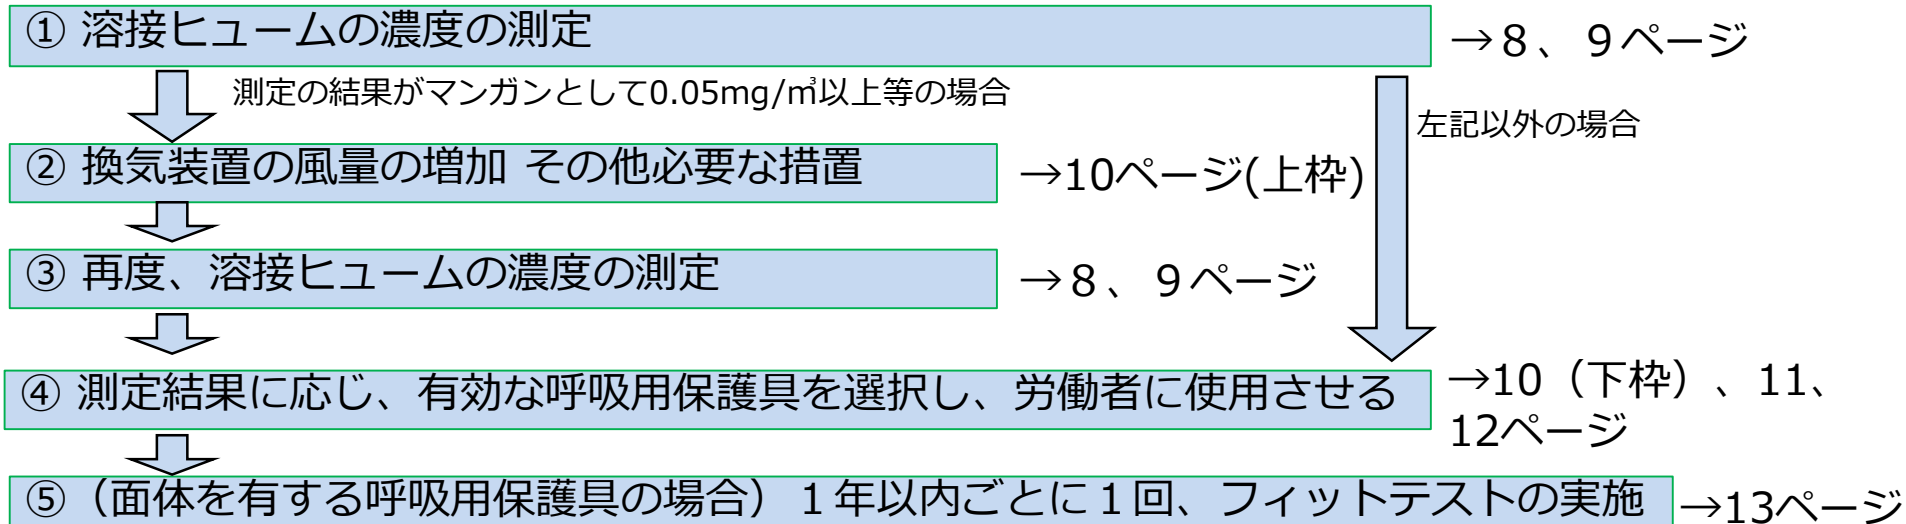 ① 溶接ヒュームの濃度の測定
→８、９ページ
測定の結果がマンガンとして0.05mg/㎥以上等の場合
左記以外の場合
② 換気装置の風量の増加 その他必要な措置
→10ページ(上枠)
③ 再度、溶接ヒュームの濃度の測定
→８、９ページ
④ 測定結果に応じ、有効な呼吸用保護具を選択し、労働者に使用させる
→10（下枠）、11、
12ページ
⑤（面体を有する呼吸用保護具の場合）１年以内ごとに１回、フィットテストの実施
→13ページ